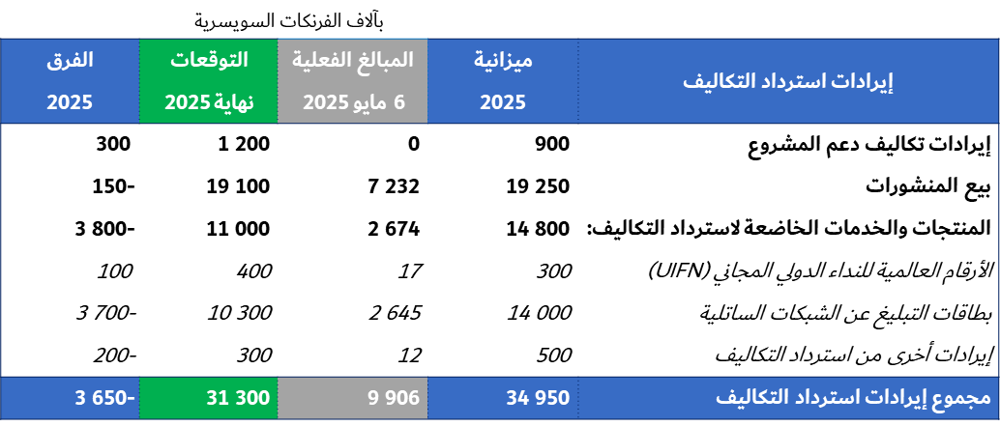 بآلاف الفرنكات السويسرية
إيرادات استرداد التكاليف ميزانية 2025 المبالغ الفعلية 6 مايو 2025 التوقعات نهاية 2025 الفرق 2025
إيرادات تكاليف دعم المشروع 900 0 1 200 300
بيع المنشورات 19 250 7 232 19 100 150-
المنتجات والخدمات الخاضعة لاسترداد التكاليف: 14 800 2 674 11 000 3 800-
الأرقام العالمية للنداء الدولي المجاني (UIFN) 300 17 400 100
بطاقات التبليغ عن الشبكات الساتلية 14 000 2 645 10 300 3 700-
إيرادات أخرى من استرداد التكاليف 500 12 300 200-
مجموع إيرادات استرداد التكاليف 34 950 9 906 31 300 3 650-